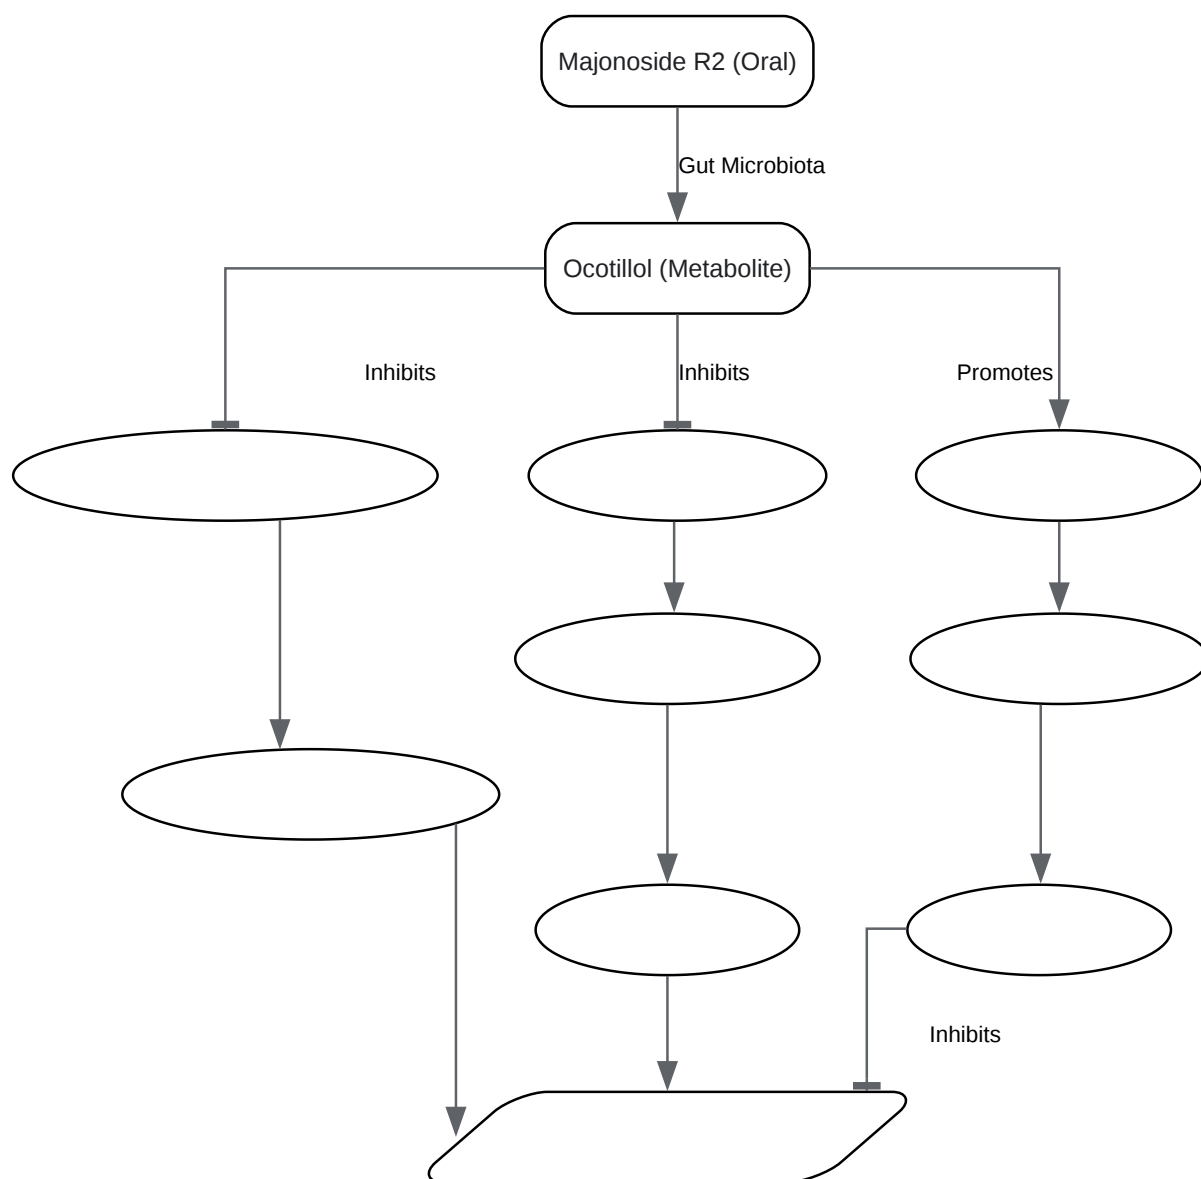 Majonoside R2 (Oral)
Gut Microbiota
Ocotillol (Metabolite)
Inhibits
Inhibits
Promotes
Inhibits